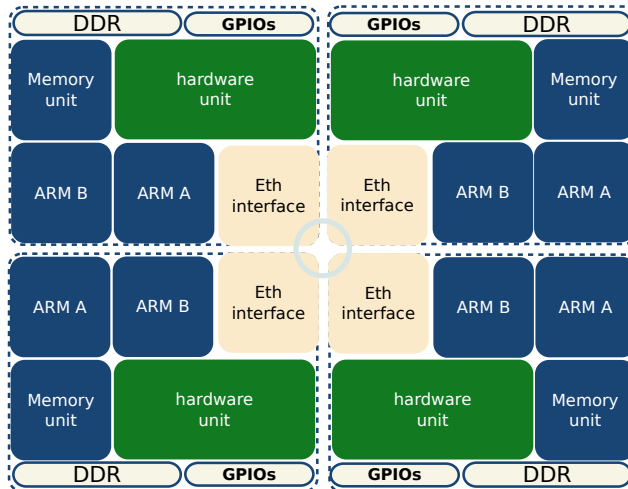 DDR GPIOs GPIOs DDR
Memory unit hardware unit hardware unit Memory unit
ARM B ARM A Eth interface Eth interface ARM B ARM A
ARM A ARM B Eth interface Eth interface ARM B ARM A
Memory unit hardware unit hardware unit Memory unit
DDR GPIOs GPIOs DDR